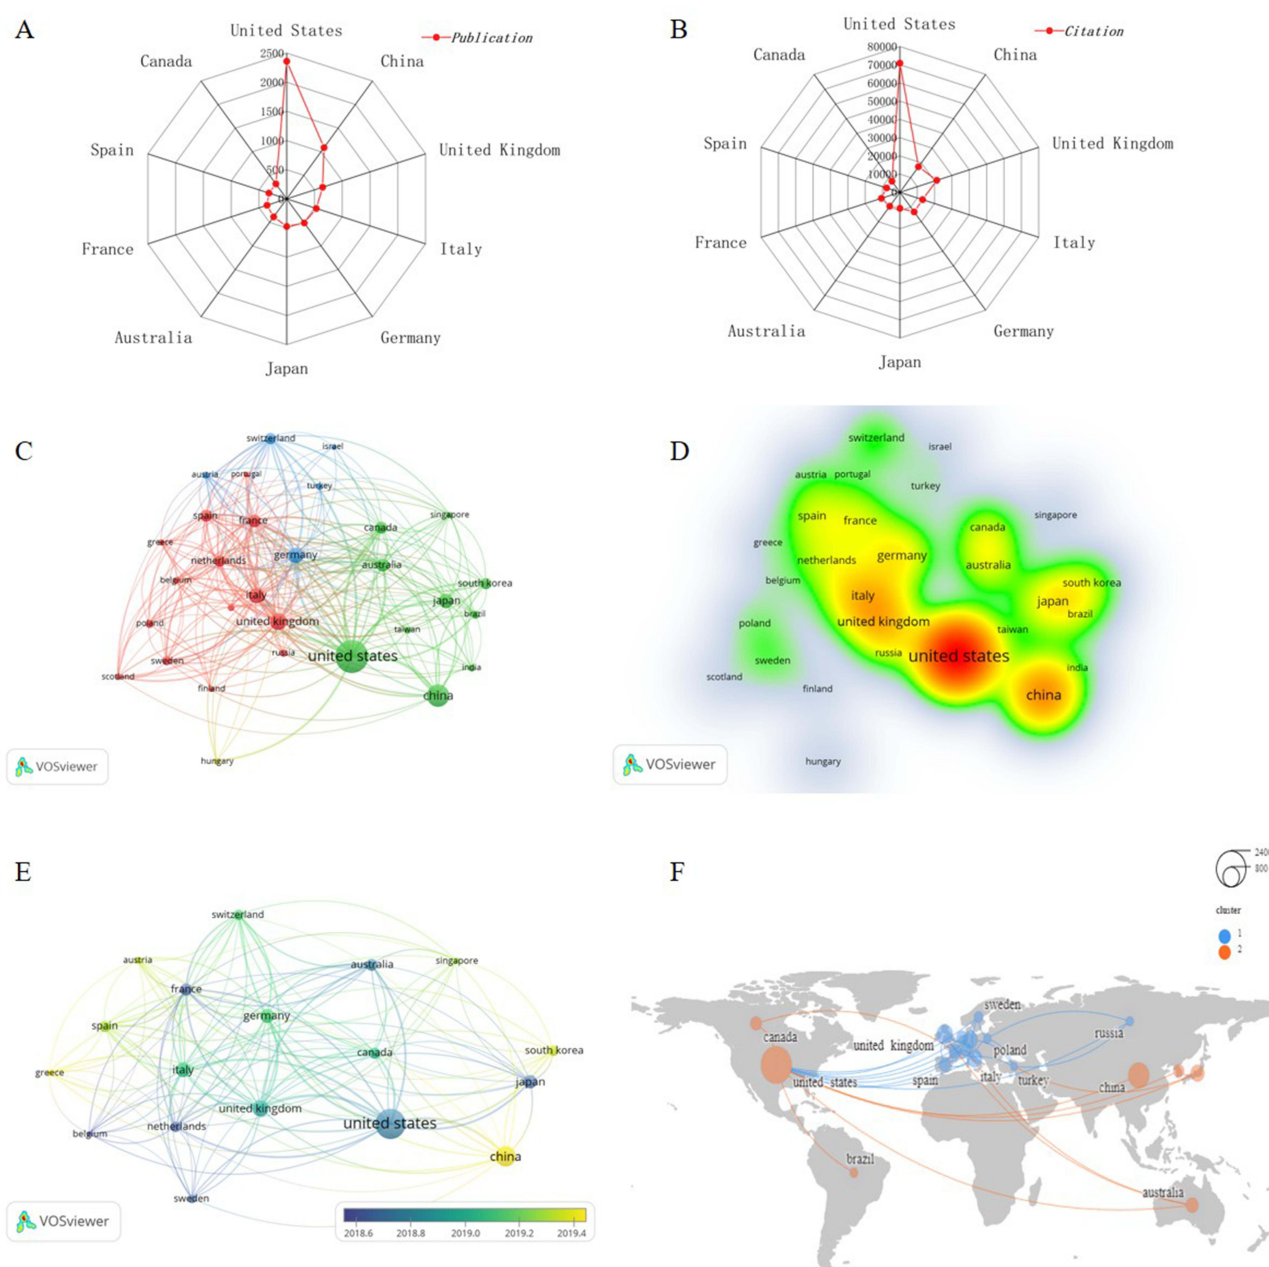 A
United States
Publication
Canada
China
Spain
United Kingdom
France
Italy
Australia
Germany
Japan
2500
2000
1500
1000
500
0
B
United States
Citation
Canada
China
Spain
United Kingdom
France
Italy
Australia
Germany
Japan
80000
70000
60000
50000
40000
30000
20000
10000
0
C
switzerland
israel
austria
portugal
turkey
spain
france
singapore
canada
greece
netherlands
germany
australia
belgium
south korea
italy
japan
brazil
poland
united kingdom
taiwan
russia
united states
sweden
india
scotland
finland
china
hungary
VOSviewer
D
switzerland
israel
austria
portugal
turkey
spain
france
singapore
canada
greece
netherlands
germany
australia
belgium
south korea
italy
japan
brazil
poland
united kingdom
taiwan
russia
united states
sweden
india
scotland
finland
china
hungary
VOSviewer
E
switzerland
austria
australia
singapore
france
spain
germany
canada
south korea
greece
italy
japan
united kingdom
belgium
netherlands
united states
china
sweden
VOSviewer
2018.6
2018.8
2019.0
2019.2
2019.4
F
2400
800
cluster
1
2
sweden
canada
united kingdom
russia
poland
united states
spain
italy
turkey
china
brazil
australia